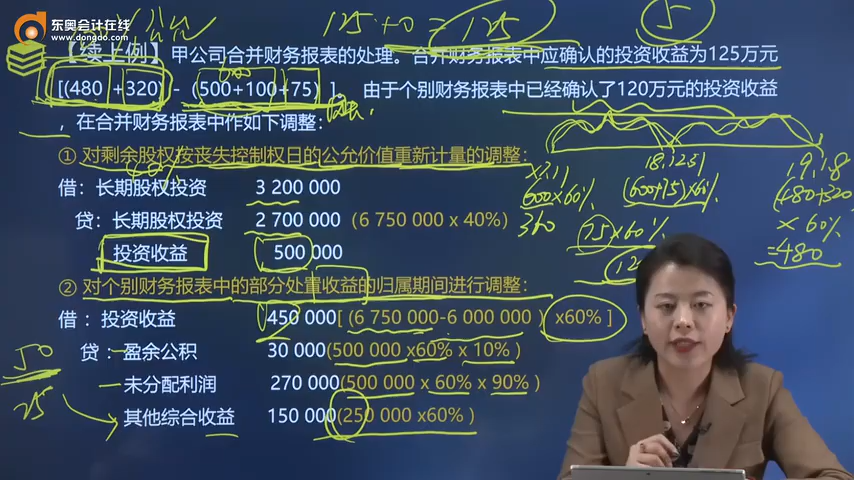 东奥会计在线
www.dongao.com
125+0=125
5
【续上例】甲公司合并财务报表的处理。合并财务报表中应确认的投资收益为125万元
[(480+320)-(500+100+75)]。由于个别财务报表中已经确认了120万元的投资收益
，在合并财务报表中作如下调整：
① 对剩余股权按丧失控制权日的公允价值重新计量的调整：
借：长期股权投资 3 200 000
贷：长期股权投资 2 700 000（6 750 000 x 40%）
投资收益 500 000
② 对个别财务报表中的部分处置收益的归属期间进行调整：
借：投资收益 450 000[（6 750 000-6 000 000）x60%]
贷：盈余公积 30 000(500 000 x60% x 10%）
未分配利润 270 000(500 000 x 60% x 90%）
其他综合收益 150 000(250 000 x60%）
600×60%
360
18.12.31
(600+75)×60%
75×60%
19.1.8
(480+320)
×60%
=480
50
25